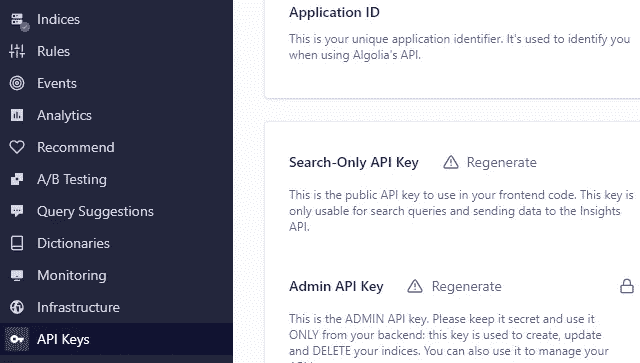 Indices
Rules
Events
Analytics
Recommend
A/B Testing
Query Suggestions
Dictionaries
Monitoring
Infrastructure
API Keys
Application ID
This is your unique application identifier. It's used to identify you
when using Algolia's API.
Search-Only API Key Regenerate
This is the public API key to use in your frontend code. This key is
only usable for search queries and sending data to the Insights
API.
Admin API Key Regenerate
This is the ADMIN API key. Please keep it secret and use it
ONLY from your backend: this key is used to create, update
and DELETE your indices. You can also use it to manage your